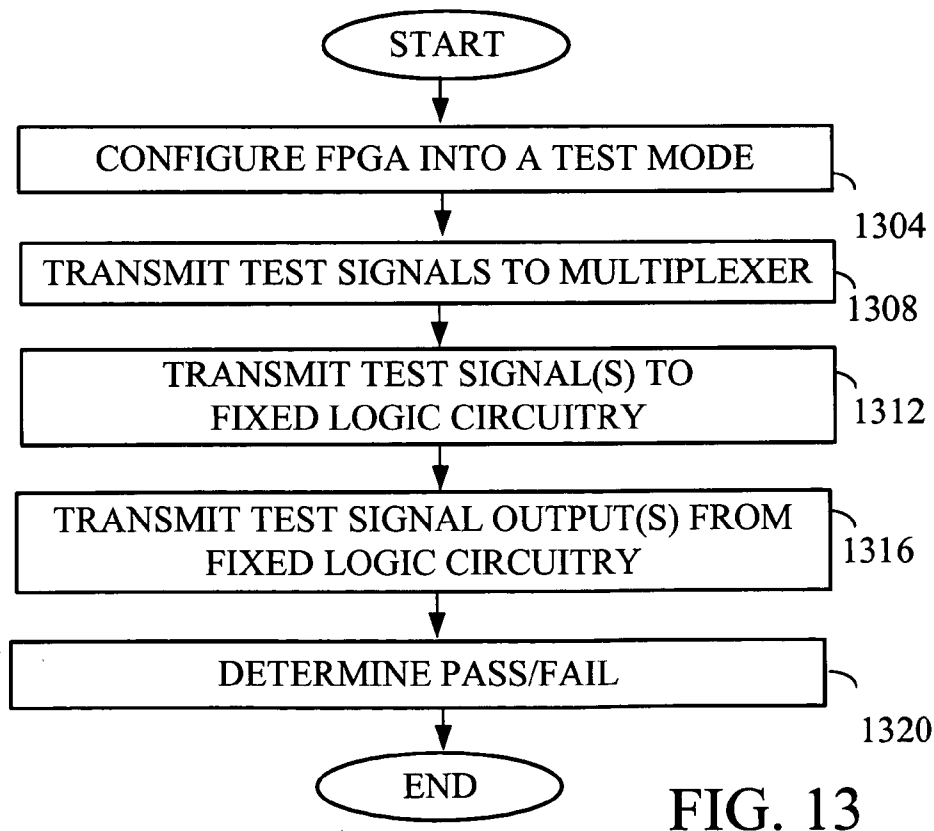 START
CONFIGURE FPGA INTO A TEST MODE
1304
TRANSMIT TEST SIGNALS TO MULTIPLEXER
1308
TRANSMIT TEST SIGNAL(S) TO
FIXED LOGIC CIRCUITRY
1312
TRANSMIT TEST SIGNAL OUTPUT(S) FROM
FIXED LOGIC CIRCUITRY
1316
DETERMINE PASS/FAIL
1320
END
FIG. 13